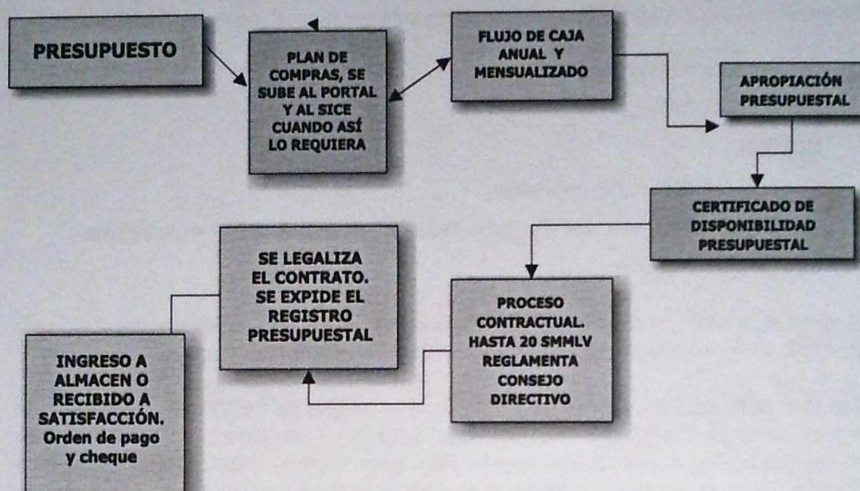 PRESUPUESTO
PLAN DE
COMPRAS, SE
SUBE AL PORTAL
Y AL SICE
CUANDO ASÍ
LO REQUIERA
FLUJO DE CAJA
ANUAL Y
MENSUALIZADO
APROPIACIÓN
PRESUPUESTAL
CERTIFICADO DE
DISPONIBILIDAD
PRESUPUESTAL
PROCESO
CONTRACTUAL.
HASTA 20 SMMLV
REGLAMENTA
CONSEJO
DIRECTIVO
SE LEGALIZA
EL CONTRATO.
SE EXPIDE EL
REGISTRO
PRESUPUESTAL
INGRESO A
ALMACEN O
RECIBIDO A
SATISFACCIÓN.
Orden de pago
y cheque